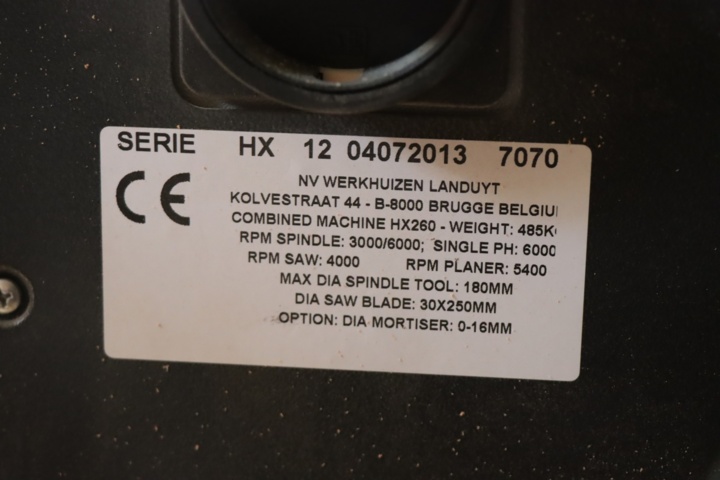 SERIE HX 12 04072013 7070
CE
NV WERKHUIZEN LANDUYT
KOLVESTRAAT 44 - B-8000 BRUGGE BELGIU
COMBINED MACHINE HX260 - WEIGHT: 485K
RPM SPINDLE: 3000/6000; SINGLE PH: 6000
RPM SAW: 4000 RPM PLANER: 5400
MAX DIA SPINDLE TOOL: 180MM
DIA SAW BLADE: 30X250MM
OPTION: DIA MORTISER: 0-16MM